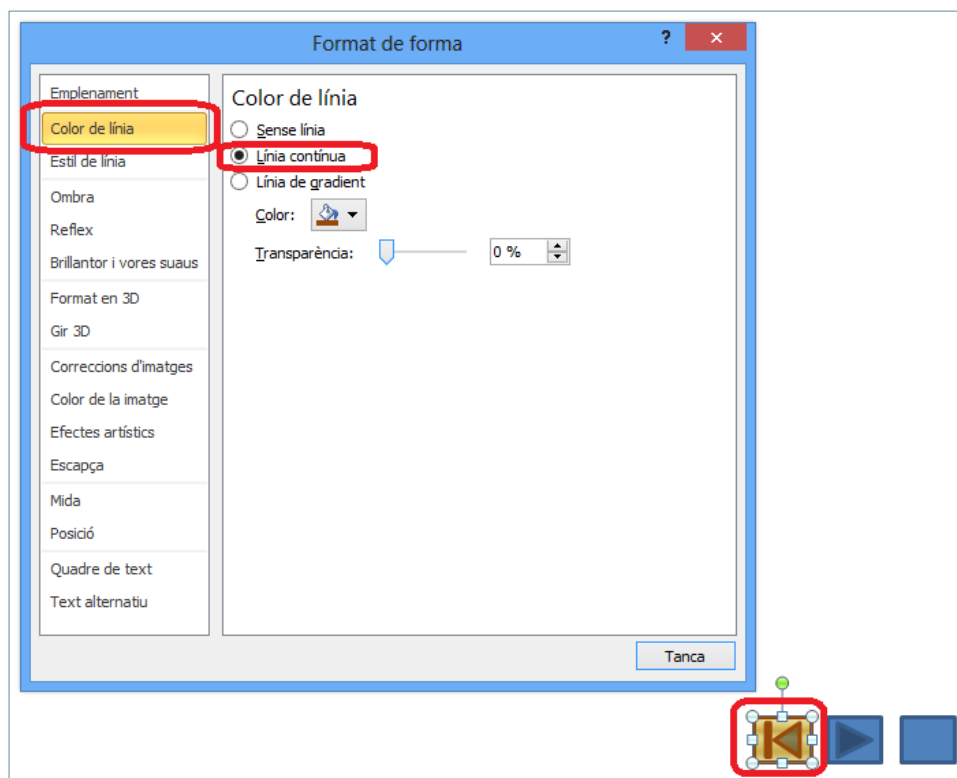 Format de forma
?
Emplenament
Color de línia
Estil de línia
Ombra
Reflex
Brillantor i vores suaus
Format en 3D
Gir 3D
Correccions d'imatges
Color de la imatge
Efectes artístics
Escapça
Mida
Posició
Quadre de text
Text alternatiu
Color de línia
Sense línia
Línia contínua
Línia de gradient
Color:
Transparència: 0 %
Tanca